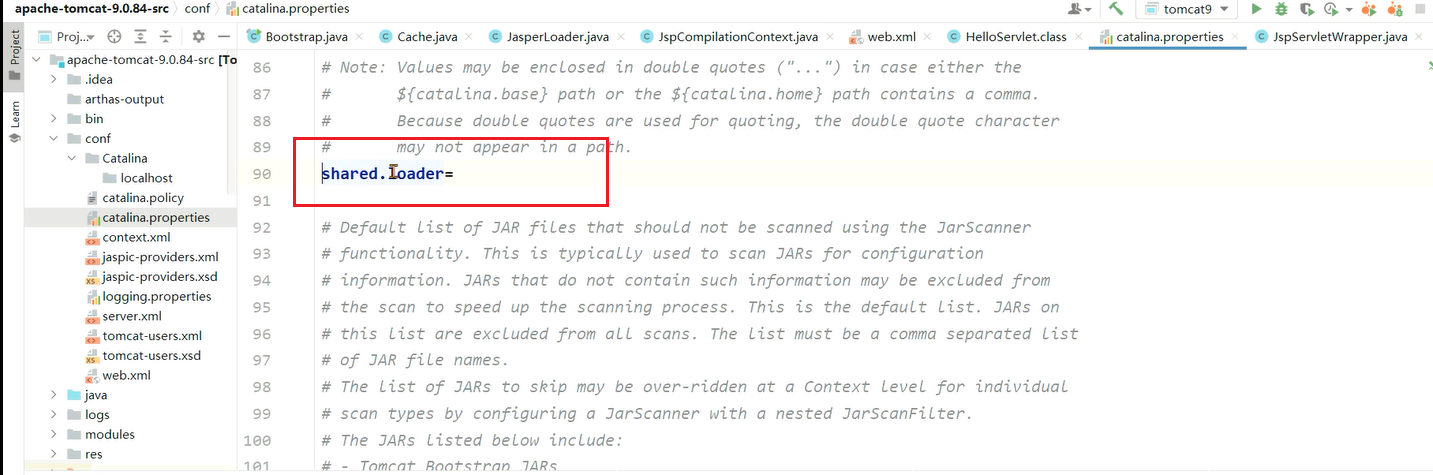 apache-tomcat-9.0.84-src conf catalina.properties
tomcat9
Project
Learn
Proj...
Bootstrap.java Cache.java JasperLoader.java JspCompilationContext.java web.xml HelloServlet.class catalina.properties JspServletWrapper.java
apache-tomcat-9.0.84-src [To
.idea
arthas-output
bin
conf
Catalina
localhost
catalina.policy
catalina.properties
context.xml
jaspic-providers.xml
jaspic-providers.xsd
logging.properties
server.xml
tomcat-users.xml
tomcat-users.xsd
web.xml
java
logs
modules
res
86 # Note: Values may be enclosed in double quotes ("...") in case either the
87 # ${catalina.base} path or the ${catalina.home} path contains a comma.
88 # Because double quotes are used for quoting, the double quote character
89 # may not appear in a path.
90 shared.loader=
91
92 # Default list of JAR files that should not be scanned using the JarScanner
93 # functionality. This is typically used to scan JARs for configuration
94 # information. JARs that do not contain such information may be excluded from
95 # the scan to speed up the scanning process. This is the default list. JARs on
96 # this list are excluded from all scans. The list must be a comma separated list
97 # of JAR file names.
98 # The list of JARs to skip may be over-ridden at a Context level for individual
99 # scan types by configuring a JarScanner with a nested JarScanFilter.
100 # The JARs listed below include:
101 # - Tomcat Bootstrap JARs